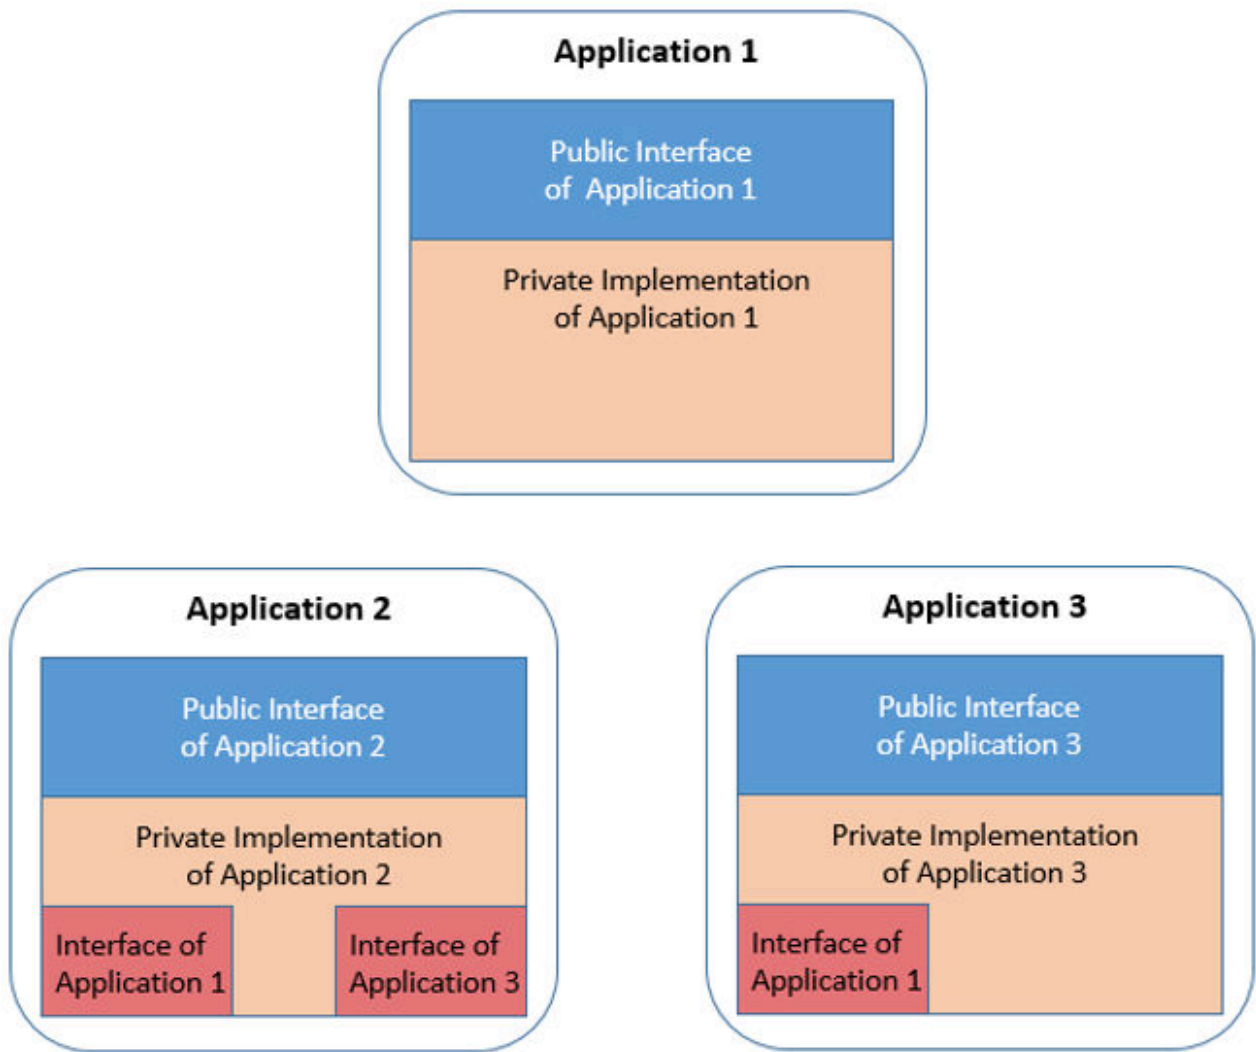 Application 1
Public Interface
of  Application 1
Private Implementation
of Application 1
Application 2
Public Interface
of Application 2
Private Implementation
of Application 2
Interface of
Application 1
Interface of
Application 3
Application 3
Public Interface
of Application 3
Private Implementation
of Application 3
Interface of
Application 1